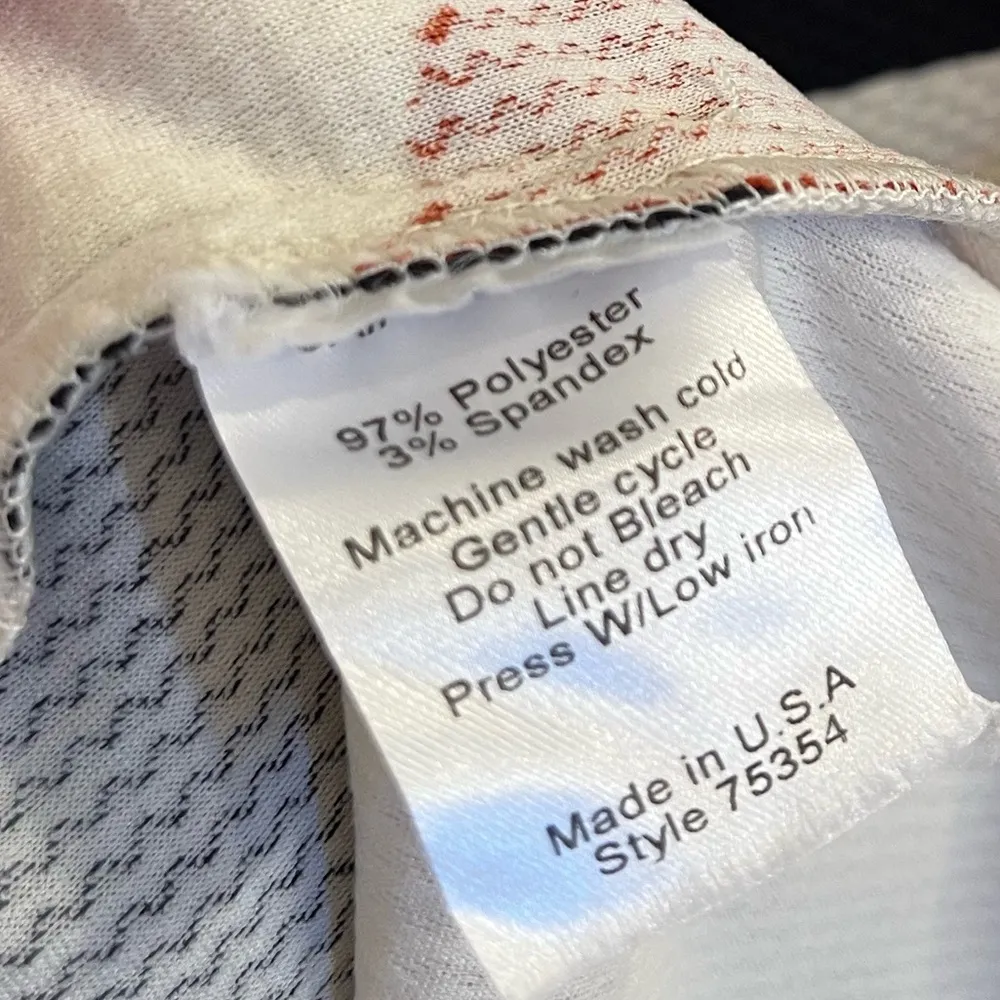 97% Polyester
3% Spandex
Machine wash cold
Gentle cycle
Do not Bleach
Line dry
Press W/Low iron
Made in U.S.A
Style 75354